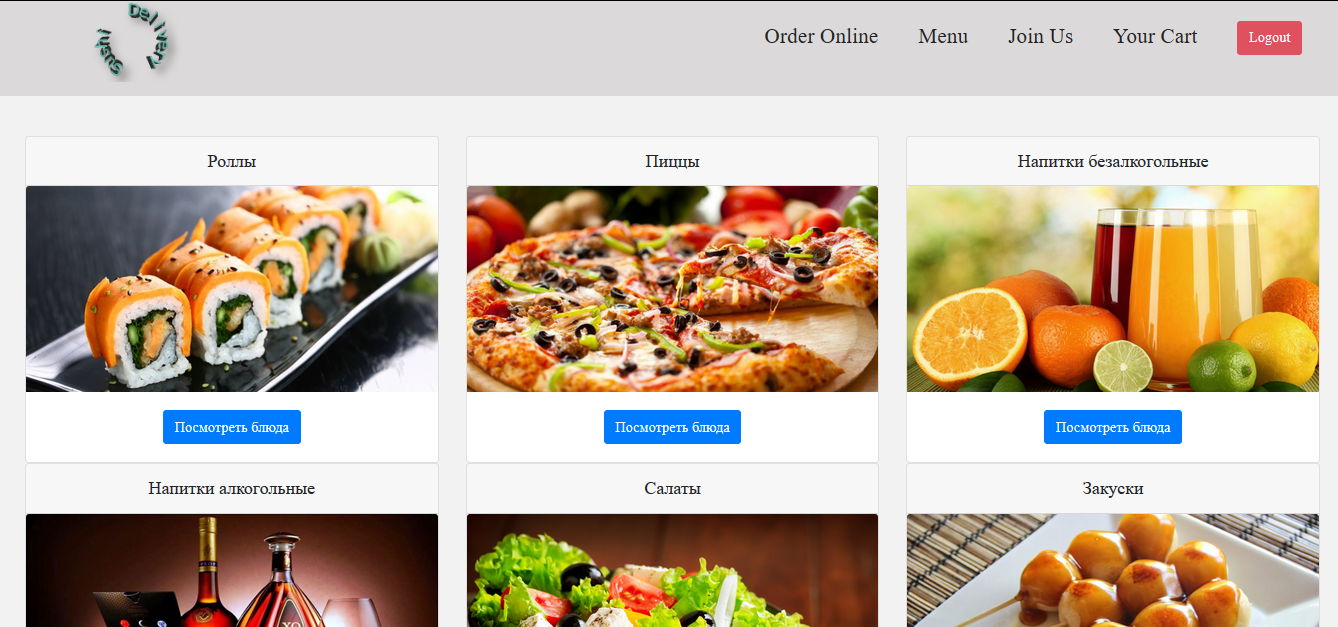 Sushi Delivery
Order Online
Menu
Join Us
Your Cart
Logout
Роллы
Пиццы
Напитки безалкогольные
Посмотреть блюда
Посмотреть блюда
Посмотреть блюда
Напитки алкогольные
Салаты
Закуски
XO